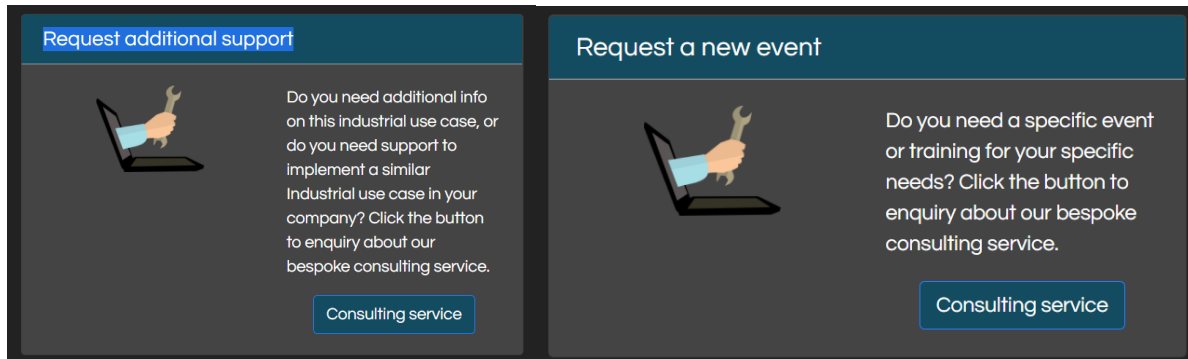 Request additional support
Do you need additional info
on this industrial use case, or
do you need support to
implement a similar
Industrial use case in your
company? Click the button
to enquiry about our
bespoke consulting service.
Consulting service
Request a new event
Do you need a specific event
or training for your specific
needs? Click the button to
enquiry about our bespoke
consulting service.
Consulting service